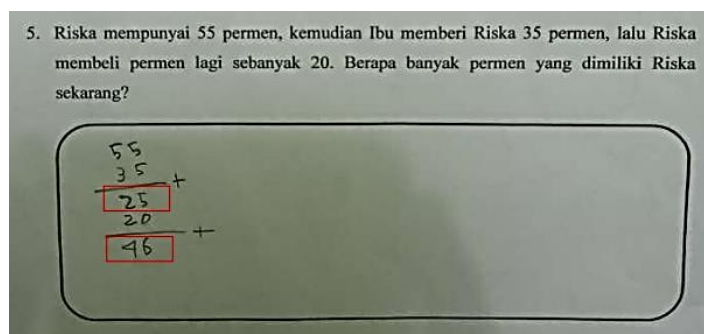 5. Riska mempunyai 55 permen, kemudian Ibu memberi Riska 35 permen, lalu Riska
membeli permen lagi sebanyak 20. Berapa banyak permen yang dimiliki Riska
sekarang?
55
35 +
25
20 +
46